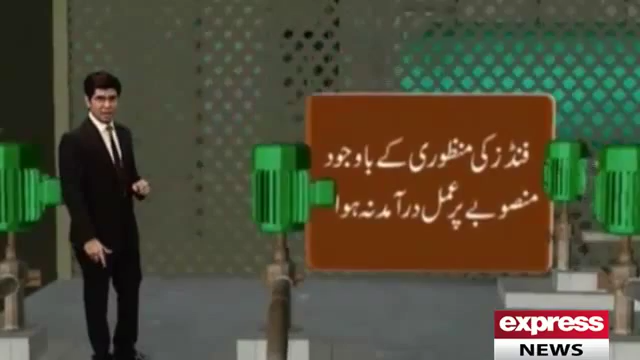 فنڈز کی منظوری کے باوجود
منصوبے پر عمل درآمد نہ ہوا
express
NEWS